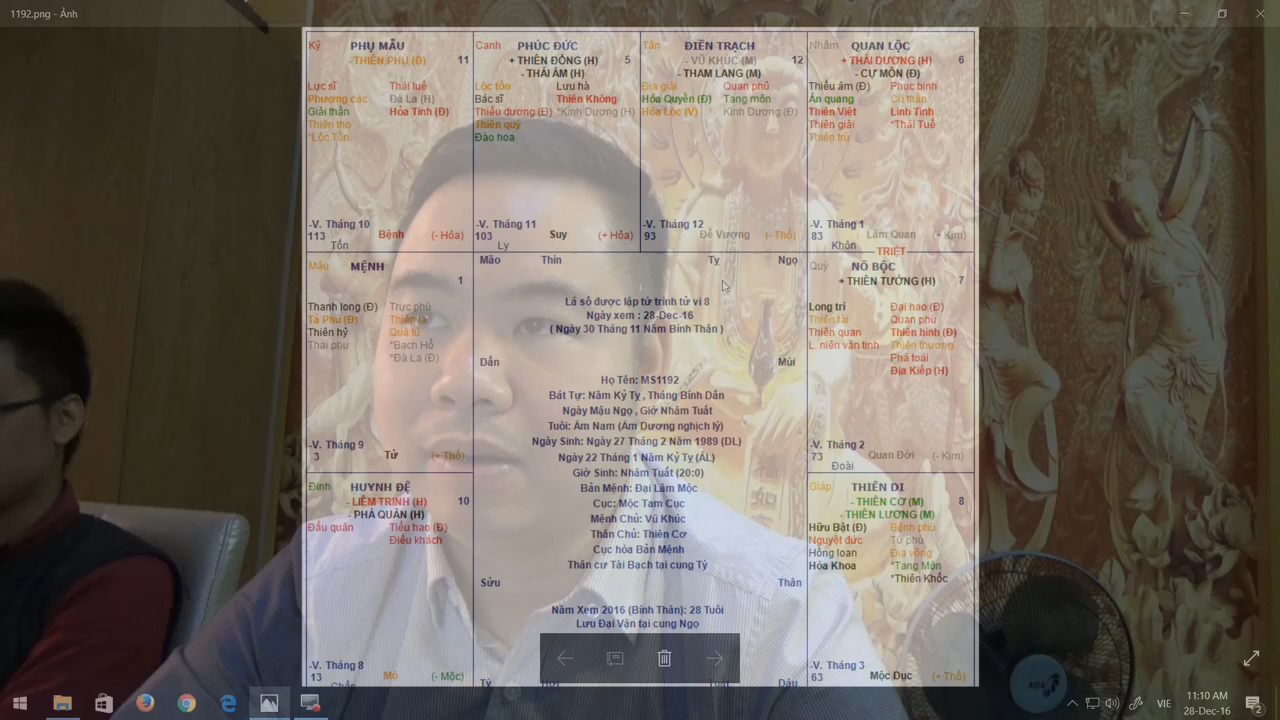 1192.png - Ảnh
Kỷ PHỤ MẪU
- THIÊN PHỦ (Đ) 11
Lực sĩ Thái tuế
Phượng các Đà La (H)
Giải thần Hỏa Tinh (Đ)
Thiên thọ
*Lộc Tồn
-V. Tháng 10
113 Bệnh (- Hỏa)
Tốn
Canh PHÚC ĐỨC
+ THIÊN ĐỒNG (H) 5
- THÁI ÂM (H)
Lộc tồn Lưu hà
Bác sĩ Thiên Không
Thiếu dương (Đ) *Kình Dương (H)
Thiên quý
Đào hoa
-V. Tháng 11
103 Suy (+ Hỏa)
Ly
Tân ĐIỀN TRẠCH
- VŨ KHÚC (M) 12
- THAM LANG (M)
Địa giải Quan phủ
Hóa Quyền (Đ) Tang môn
Hóa Lộc (V) Kình Dương (Đ)
-V. Tháng 12
93 Đế Vượng (- Thổ)
Nhâm QUAN LỘC
+ THÁI DƯƠNG (H) 6
- CỰ MÔN (Đ)
Thiếu âm (Đ) Phục binh
Ân quang Cô thần
Thiên Việt Linh Tinh
Thiên giải *Thái Tuế
Thiên trù
-V. Tháng 1
83 Lâm Quan (+ Kim)
Khôn
TRIỆT
Mậu MỆNH
1
Thanh long (Đ) Trực phù
Tả Phù (Đ) Thiên la
Thiên hỷ Quả tú
Thai phụ *Bạch Hổ
*Đà La (Đ)
-V. Tháng 9
3 Tử (+ Thổ)
Mão Thìn Tỵ Ngọ
Lá số được lập từ trình tử vi 8
Ngày xem : 28-Dec-16
( Ngày 30 Tháng 11 Năm Bính Thân )
Dần Mùi
Họ Tên: MS1192
Bát Tự: Năm Kỷ Tỵ , Tháng Bính Dần
Ngày Mậu Ngọ , Giờ Nhâm Tuất
Tuổi: Âm Nam (Âm Dương nghịch lý)
Ngày Sinh: Ngày 27 Tháng 2 Năm 1989 (DL)
Ngày 22 Tháng 1 Năm Kỷ Tỵ (ÂL)
Giờ Sinh: Nhâm Tuất (20:0)
Bản Mệnh: Đại Lâm Mộc
Cục: Mộc Tam Cục
Mệnh Chủ: Vũ Khúc
Thân Chủ: Thiên Cơ
Cục hòa Bản Mệnh
Thân cư Tài Bạch tại cung Tý
Sửu Thân
Năm Xem 2016 (Bính Thân): 28 Tuổi
Lưu Đại Vận tại cung Ngọ
Quý NÔ BỘC
+ THIÊN TƯỚNG (H) 7
Long trì Đại hao (Đ)
Thiên tài Quan phù
Thiên quan Thiên hình (Đ)
L. niên văn tinh Thiên thương
Phá toái
Địa Kiếp (H)
-V. Tháng 2
73 Quan Đới (- Kim)
Đoài
Đinh HUYNH ĐỆ
- LIÊM TRINH (H) 10
- PHÁ QUÂN (H)
Đẩu quân Tiểu hao (Đ)
Điếu khách
-V. Tháng 8
13 Mộ (- Mộc)
Giáp THIÊN DI
- THIÊN CƠ (M) 8
- THIÊN LƯƠNG (M)
Hữu Bật (Đ) Bệnh phù
Nguyệt đức Tử phù
Hồng loan Địa võng
Hóa Khoa *Tang Môn
*Thiên Khốc
-V. Tháng 3
63 Mộc Dục (+ Thổ)
ASIA
VIE
11:10 AM
28-Dec-16
2